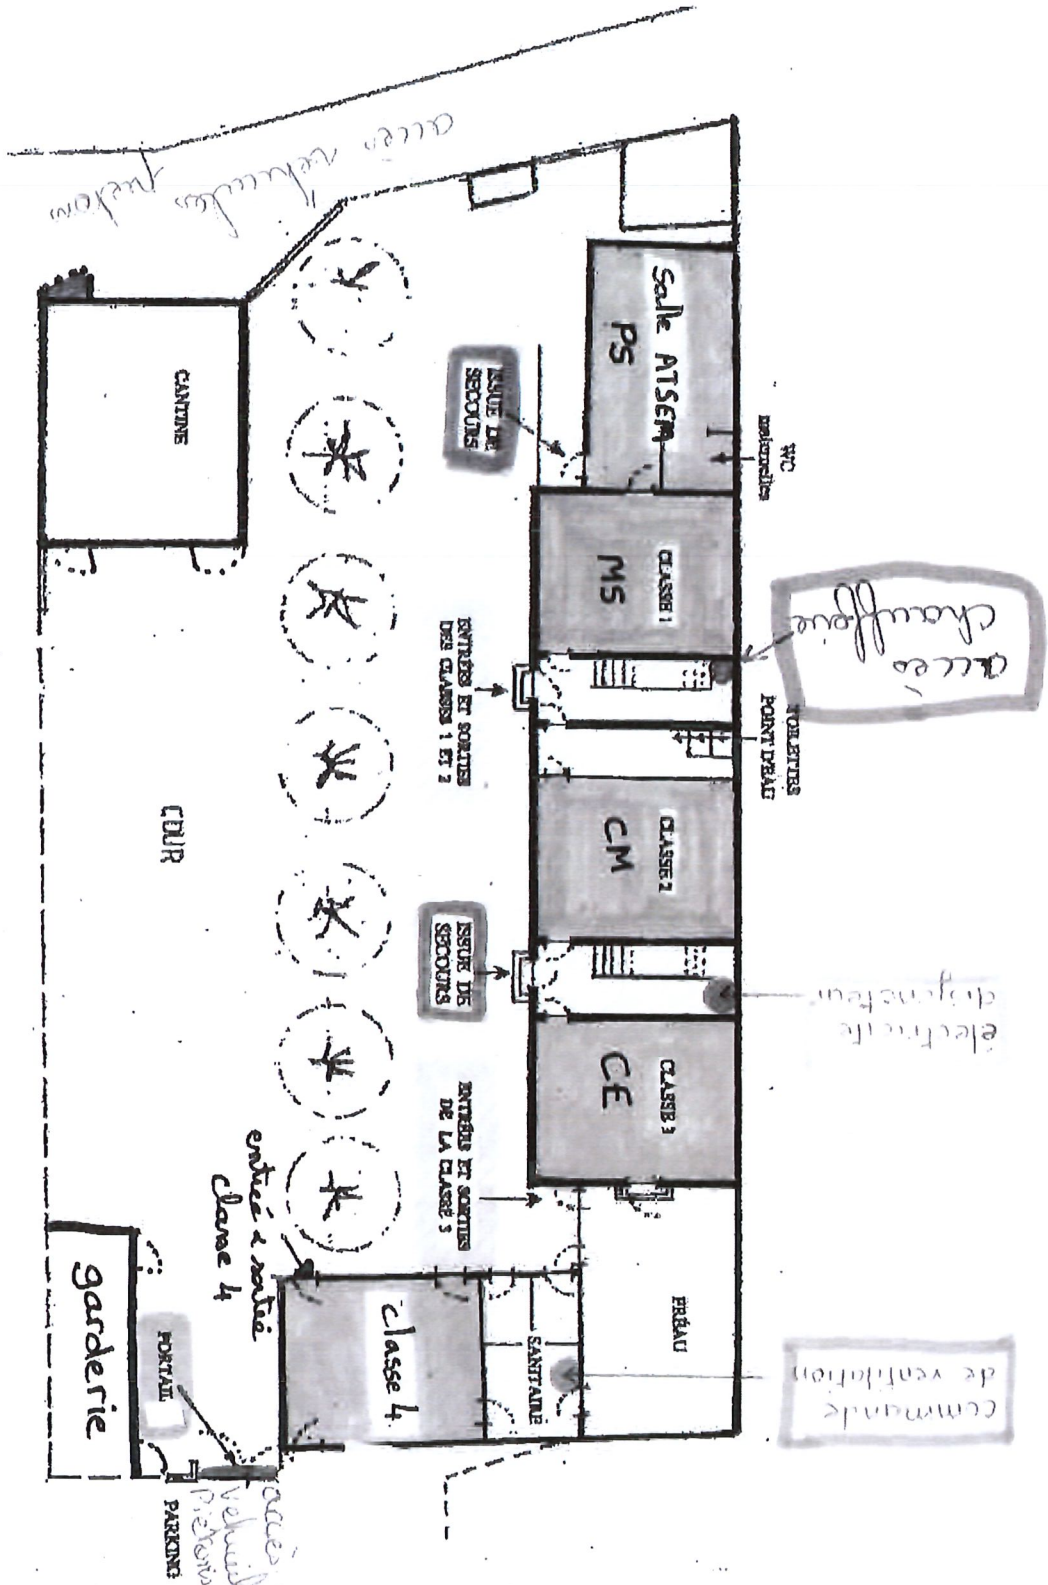 accès véhicules piétons
Salle ATSEM
PS
WC
maternelles
ISSUE DE
SECOURS
CANTINE
CLASSE 1
MS
accès
chaufferie
ENTRÉES ET SORTIES
DES CLASSES 1 ET 2
TOILETTES
POINT D'EAU
CLASSE 2
CM
COUR
ISSUE DE
SECOURS
électricité
disjoncteur
CLASSE 3
CE
ENTRÉES ET SORTIES
DE LA CLASSE 3
entrée & sortie
classe 4
PRÉAU
classe 4
SANITAIRE
commande
de ventilation
garderie
PORTAIL
accès
PARKING